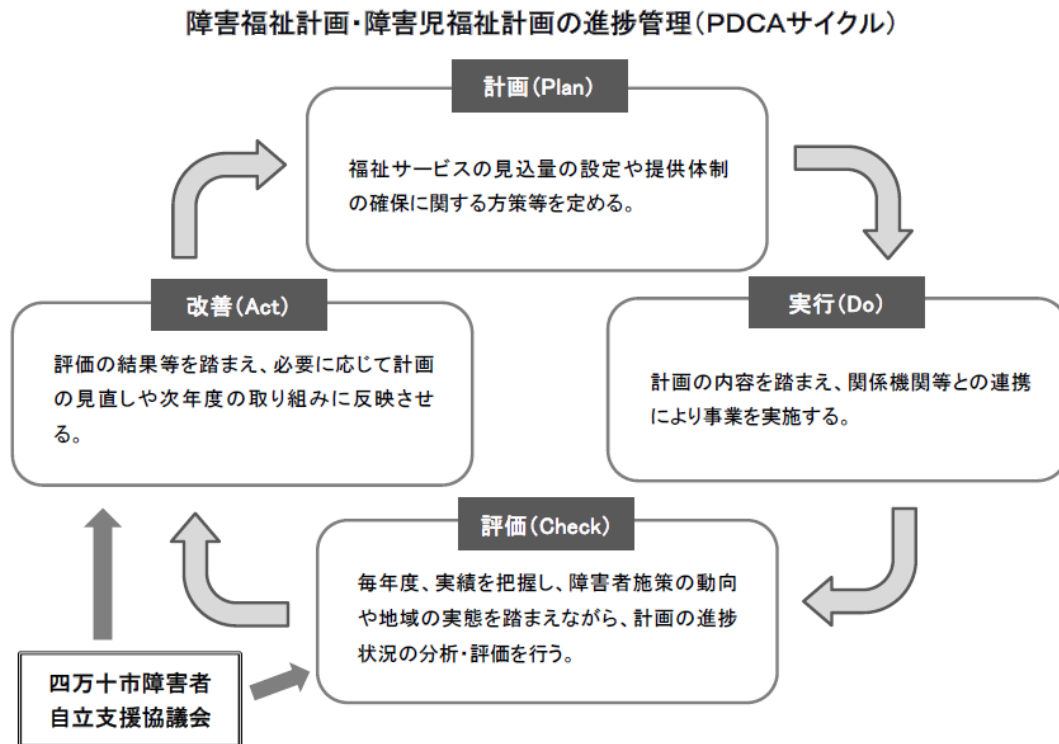 障害福祉計画・障害児福祉計画の進捗管理(PDCAサイクル)
計画(Plan)
福祉サービスの見込量の設定や提供体制
の確保に関する方策等を定める。
改善(Act)
評価の結果等を踏まえ、必要に応じて計画
の見直しや次年度の取り組みに反映させ
る。
実行(Do)
計画の内容を踏まえ、関係機関等との連携
により事業を実施する。
評価(Check)
毎年度、実績を把握し、障害者施策の動向
や地域の実態を踏まえながら、計画の進捗
状況の分析・評価を行う。
四万十市障害者
自立支援協議会